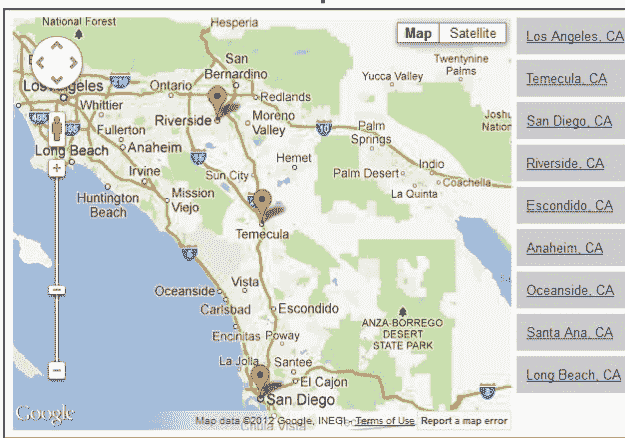 National Forest
Hesperia
Map
Satellite
San
Bernardino
Twentynine
Palms
Yucca Valley
Los Angeles
Ontario
Redlands
Whittier
Riverside
Moreno
Valley
10
Fullerton
Anaheim
Long Beach
Palm
Springs
Irvine
Sun City
Hemet
Indio
Palm Desert
Coachella
La Quinta
Huntington
Beach
Mission
Viejo
Temecula
Oceanside
Vista
Carlsbad
Escondido
Encinitas
Poway
ANZA-BORREGO
DESERT
STATE PARK
La Jolla
Santee
El Cajon
San Diego
8
Chula Vista
Google
Map data ©2012 Google, INEGI - Terms of Use
Report a map error
Los Angeles, CA
Temecula, CA
San Diego, CA
Riverside, CA
Escondido, CA
Anaheim, CA
Oceanside, CA
Santa Ana, CA
Long Beach, CA